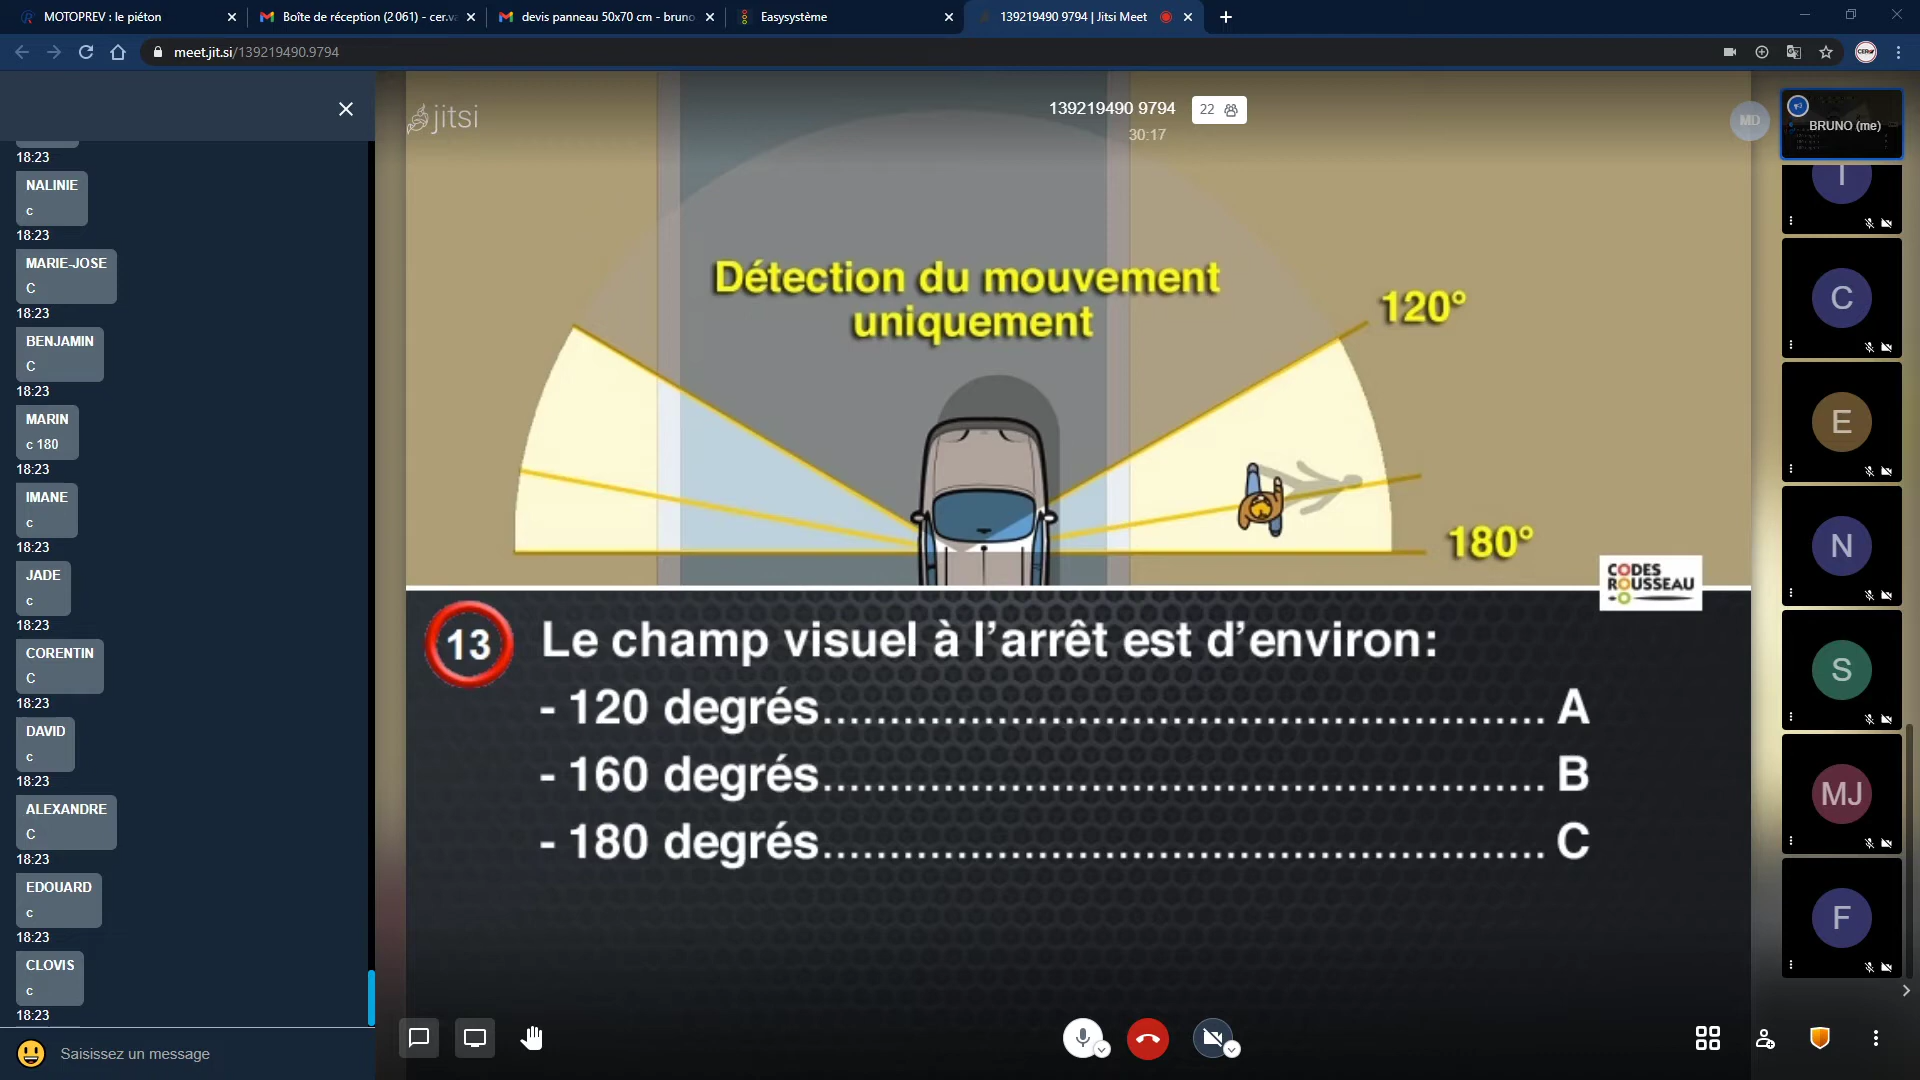 MOTOPREV : le piéton
Boîte de réception (2 061) - cer.va
devis panneau 50x70 cm - bruno
Easysystème
139219490 9794 | Jitsi Meet
meet.jit.si/139219490.9794
18:23
NALINIE
c
18:23
MARIE-JOSE
C
18:23
BENJAMIN
C
18:23
MARIN
c 180
18:23
IMANE
c
18:23
JADE
c
18:23
CORENTIN
C
18:23
DAVID
c
18:23
ALEXANDRE
C
18:23
EDOUARD
c
18:23
CLOVIS
c
18:23
Saisissez un message
jitsi
139219490 9794
22
30:17
MD
BRUNO (me)
Détection du mouvement
uniquement
120°
180°
CODES
ROUSSEAU
13
Le champ visuel à l'arrêt est d'environ:
- 120 degrés........................................................ A
- 160 degrés........................................................ B
- 180 degrés........................................................ C
I
C
E
N
S
MJ
F